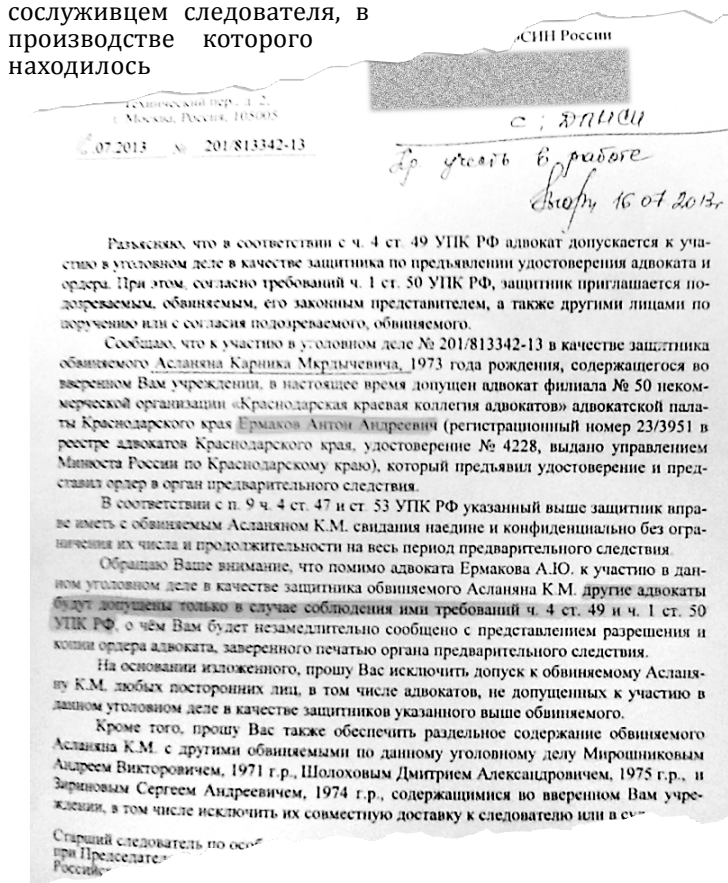 сослуживцем следователя, в
производстве которого
находилось
СИН России
Технический пер., д. 2,
г. Москва, Россия, 105005
.07.2013 № 201/813342-13
с; ДПНСИ
Пр. учесть в работе
16 07 2013г
Разъясняю, что в соответствии с ч. 4 ст. 49 УПК РФ адвокат допускается к уча-
стию в уголовном деле в качестве защитника по предъявлении удостоверения адвоката и
ордера. При этом, согласно требований ч. 1 ст. 50 УПК РФ, защитник приглашается по-
дозреваемым, обвиняемым, его законным представителем, а также другими лицами по
поручению или с согласия подозреваемого, обвиняемого.
Сообщаю, что к участию в уголовном деле № 201/813342-13 в качестве защитника
обвиняемого Асланяна Карника Мкрдычевича, 1973 года рождения, содержащегося во
вверенном Вам учреждении, в настоящее время допущен адвокат филиала № 50 неком-
мерческой организации «Краснодарская краевая коллегия адвокатов» адвокатской пала-
ты Краснодарского края Ермаков Антон Андреевич (регистрационный номер 23/3951 в
реестре адвокатов Краснодарского края, удостоверение № 4228, выдано управлением
Минюста России по Краснодарскому краю), который предъявил удостоверение и пред-
ставил ордер в орган предварительного следствия.
В соответствии с п. 9 ч. 4 ст. 47 и ст. 53 УПК РФ указанный выше защитник впра-
ве иметь с обвиняемым Асланяном К.М. свидания наедине и конфиденциально без огра-
ничения их числа и продолжительности на весь период предварительного следствия.
Обращаю Ваше внимание, что помимо адвоката Ермакова А.Ю. к участию в дан-
ном уголовном деле в качестве защитника обвиняемого Асланяна К.М. другие адвокаты
будут допущены только в случае соблюдения ими требований ч. 4 ст. 49 и ч. 1 ст. 50
УПК РФ, о чём Вам будет незамедлительно сообщено с представлением разрешения и
копии ордера адвоката, заверенного печатью органа предварительного следствия.
На основании изложенного, прошу Вас исключить допуск к обвиняемому Асланя-
ну К.М. любых посторонних лиц, в том числе адвокатов, не допущенных к участию в
данном уголовном деле в качестве защитников указанного выше обвиняемого.
Кроме того, прошу Вас также обеспечить раздельное содержание обвиняемого
Асланяна К.М. с другими обвиняемыми по данному уголовному делу Мирошниковым
Андреем Викторовичем, 1971 г.р., Шолоховым Дмитрием Александровичем, 1975 г.р., и
Зириновым Сергеем Андреевичем, 1974 г.р., содержащимися во вверенном Вам учре-
ждении, в том числе исключить их совместную доставку к следователю или в су
Старший следователь по особ
при Председате
Российс